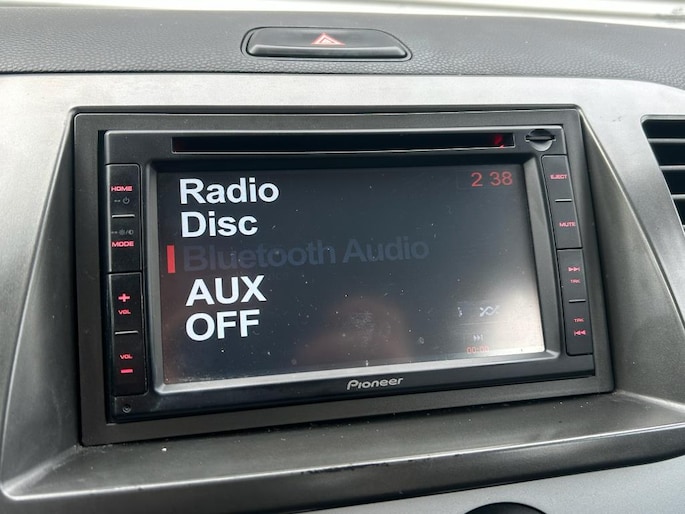 HOME
MODE
VOL
VOL
Radio
2 38
Disc
Bluetooth Audio
AUX
OFF
Pioneer
EJECT
MUTE
TRK
TRK